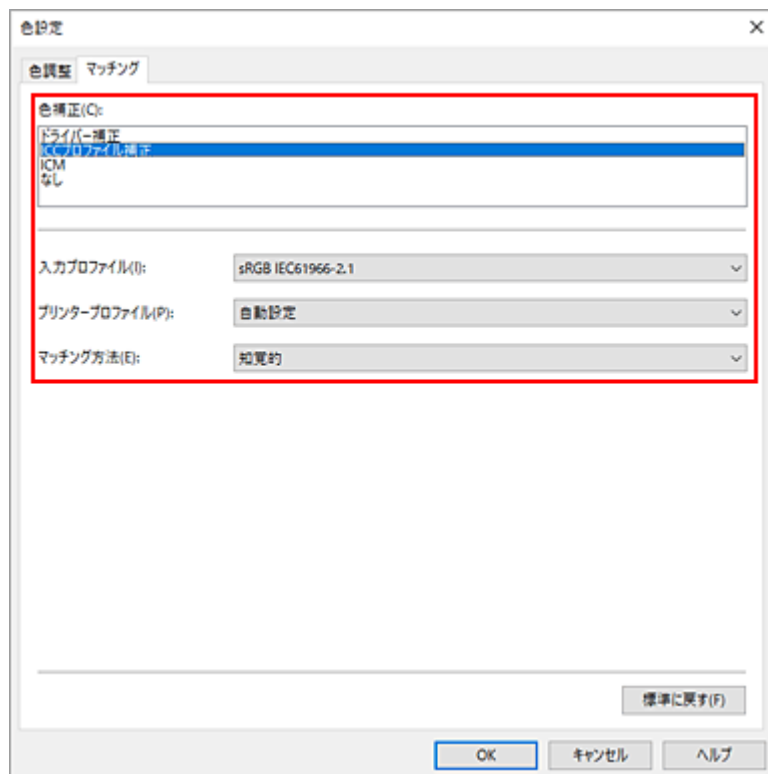 色設定
色調整 マッチング
色補正(C):
ドライバー補正
ICCプロファイル補正
ICM
なし
入力プロファイル(I): sRGB IEC61966-2.1
プリンタープロファイル(P): 自動設定
マッチング方法(E): 知覚的
標準に戻す(F)
OK キャンセル ヘルプ